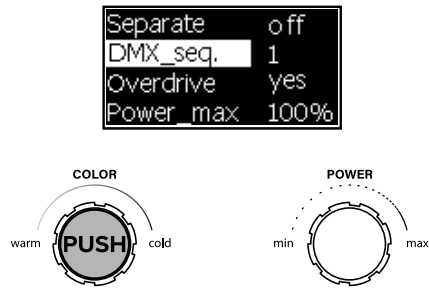 Separate off
DMX_seq. 1
Overdrive yes
Power_max 100%
COLOR POWER
warm PUSH cold min max